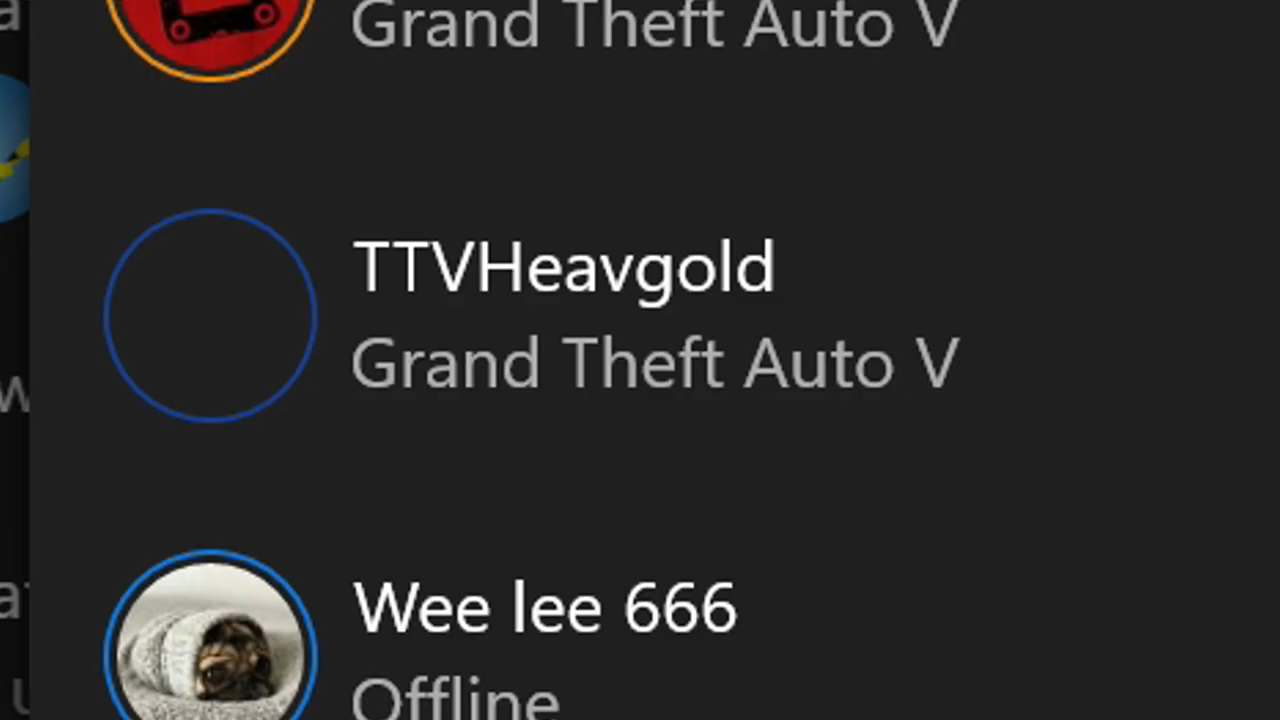 Grand Theft Auto V
TTVHeavgold
Grand Theft Auto V
Wee lee 666
Offline